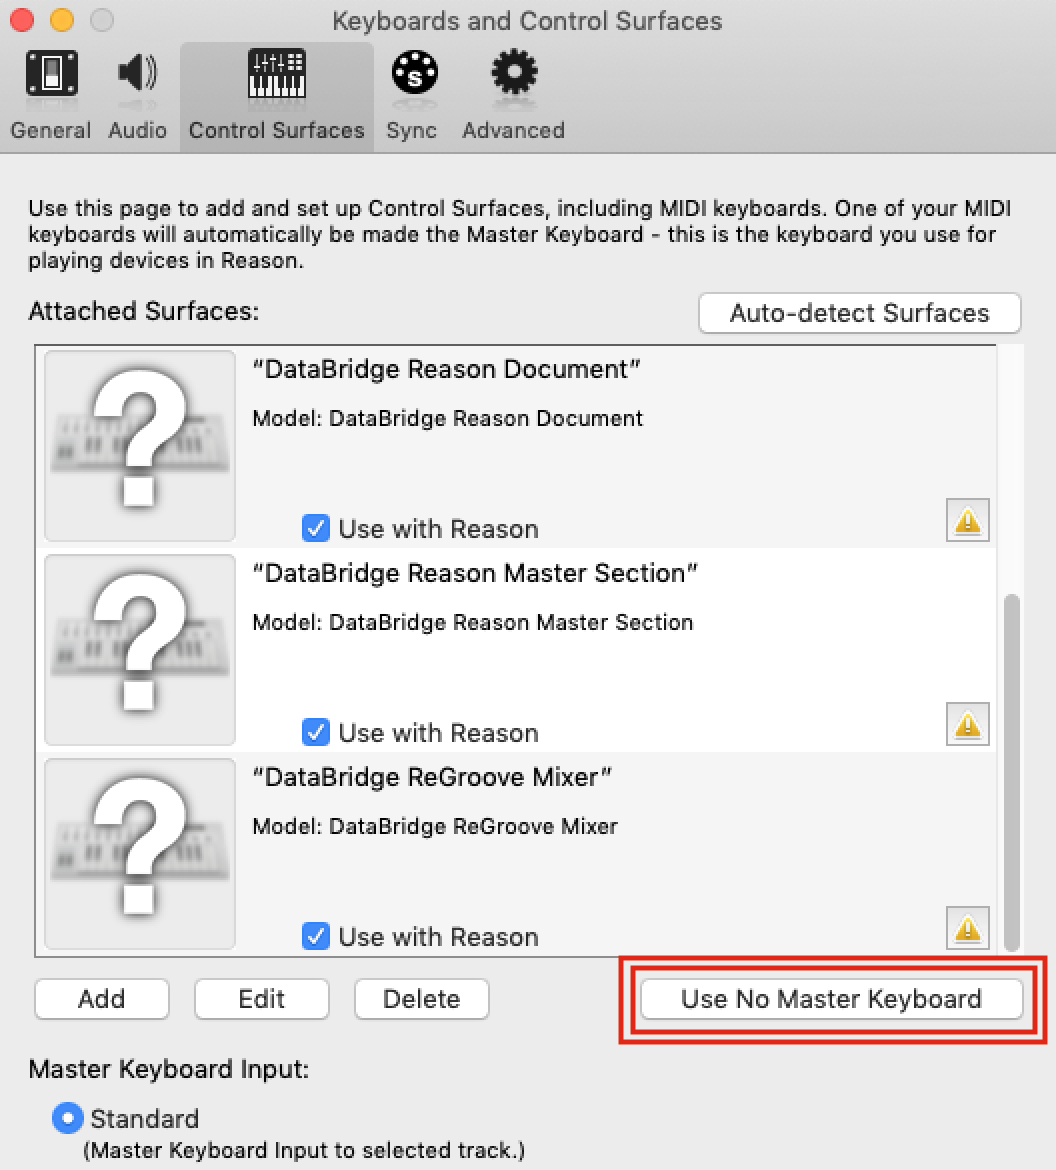 Keyboards and Control Surfaces
General Audio Control Surfaces Sync Advanced
Use this page to add and set up Control Surfaces, including MIDI keyboards. One of your MIDI
keyboards will automatically be made the Master Keyboard - this is the keyboard you use for
playing devices in Reason.
Attached Surfaces:
Auto-detect Surfaces
“DataBridge Reason Document”
Model: DataBridge Reason Document
Use with Reason
“DataBridge Reason Master Section”
Model: DataBridge Reason Master Section
Use with Reason
“DataBridge ReGroove Mixer”
Model: DataBridge ReGroove Mixer
Use with Reason
Add Edit Delete Use No Master Keyboard
Master Keyboard Input:
Standard
(Master Keyboard Input to selected track.)